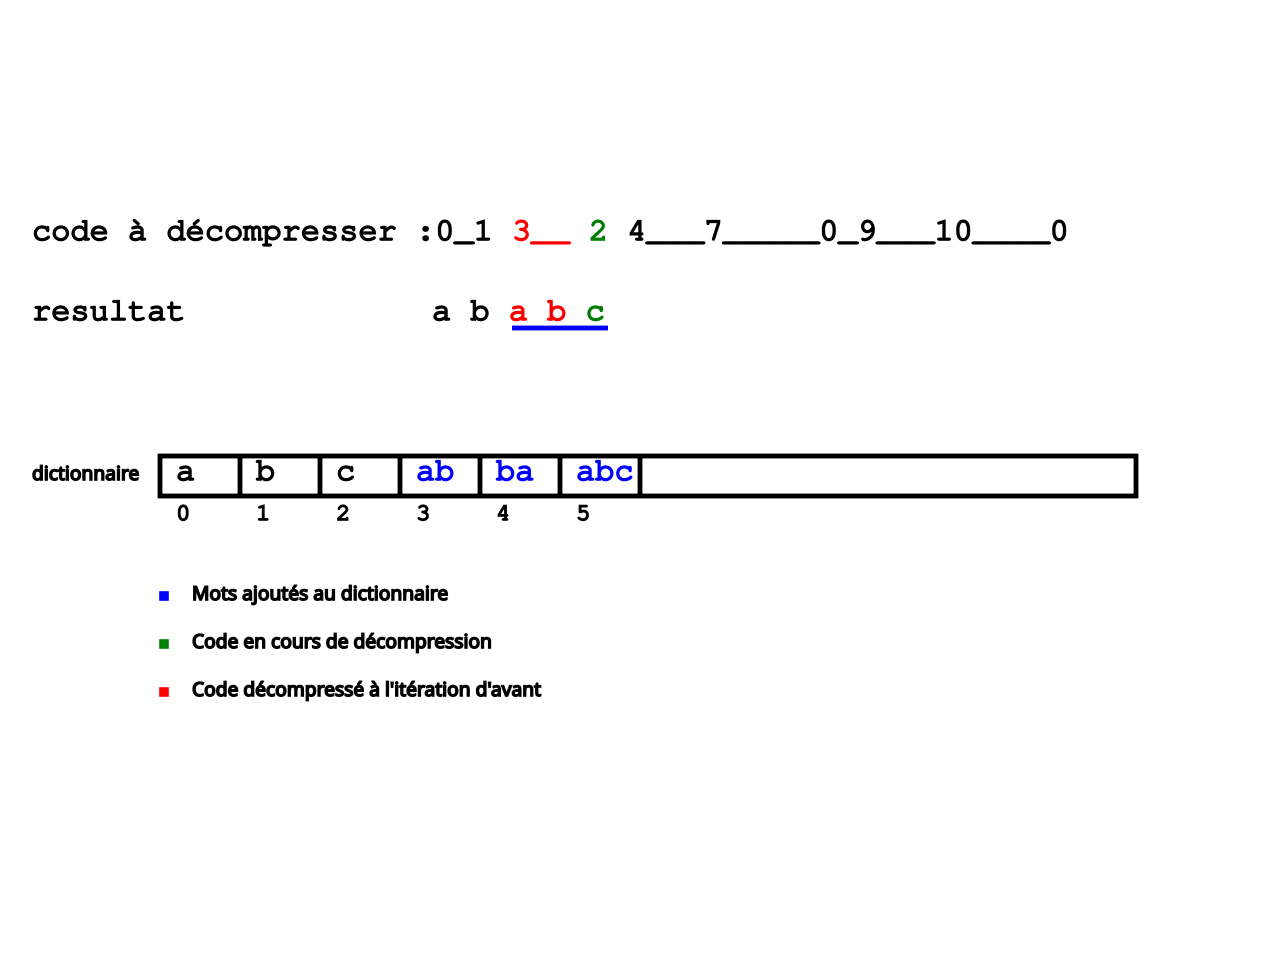 code à décompresser :0_1 3__ 2 4___7_____0_9___10____0
resultat a b a b c
dictionnaire a b c ab ba abc
0 1 2 3 4 5
Mots ajoutés au dictionnaire
Code en cours de décompression
Code décompressé à l'itération d'avant